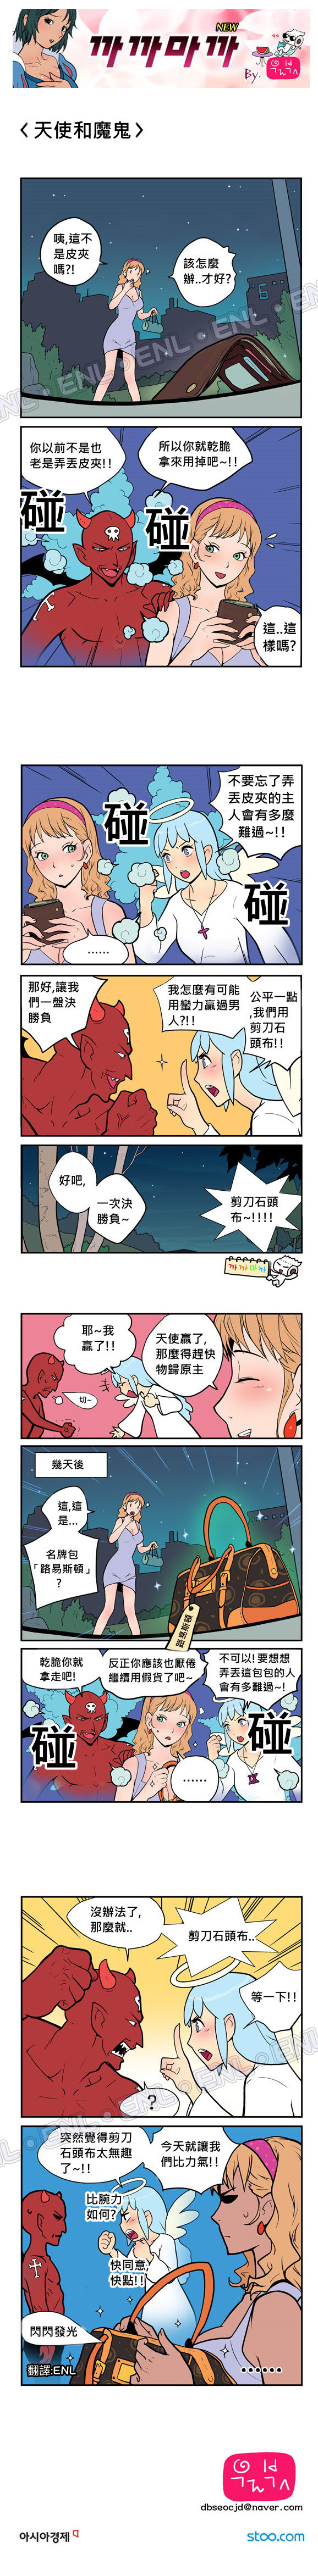 NEW
까까마까
By.
〈 天使和魔鬼 〉
咦,這不
是皮夾
嗎?!
該怎麼
辦..才好?
你以前不是也
老是弄丟皮夾!!
所以你就乾脆
拿來用掉吧~!!
碰
碰
這..這
樣嗎?
不要忘了弄
丟皮夾的主
人會有多麼
難過~!!
碰
碰
......
那好,讓我
們一盤決
勝負
我怎麼有可能
用蠻力贏過男
人?!!
公平一點
,我們用
剪刀石
頭布!!
好吧,
一次決
勝負~
剪刀石頭
布~!!!!
까까마까
耶~我
贏了!!
天使贏了,
那麼得趕快
物歸原主
切~
幾天後
這,這
是...
名牌包
「路易斯頓」
?
路易斯頓
乾脆你就
拿走吧!
反正你應該也厭倦
繼續用假貨了吧~
不可以!要想想
弄丟這包包的人
會有多難過~!
碰
碰
......
沒辦法了,
那麼就..
剪刀石頭布..
等一下!!
?
突然覺得剪刀
石頭布太無趣
了~!!
今天就讓我
們比力氣!!
比腕力
如何?
快同意,
快點!!
閃閃發光
翻譯:ENL
......
dbseocjd@naver.com
아시아경제
stoo.com
ENL • ENL • ENL • ENL